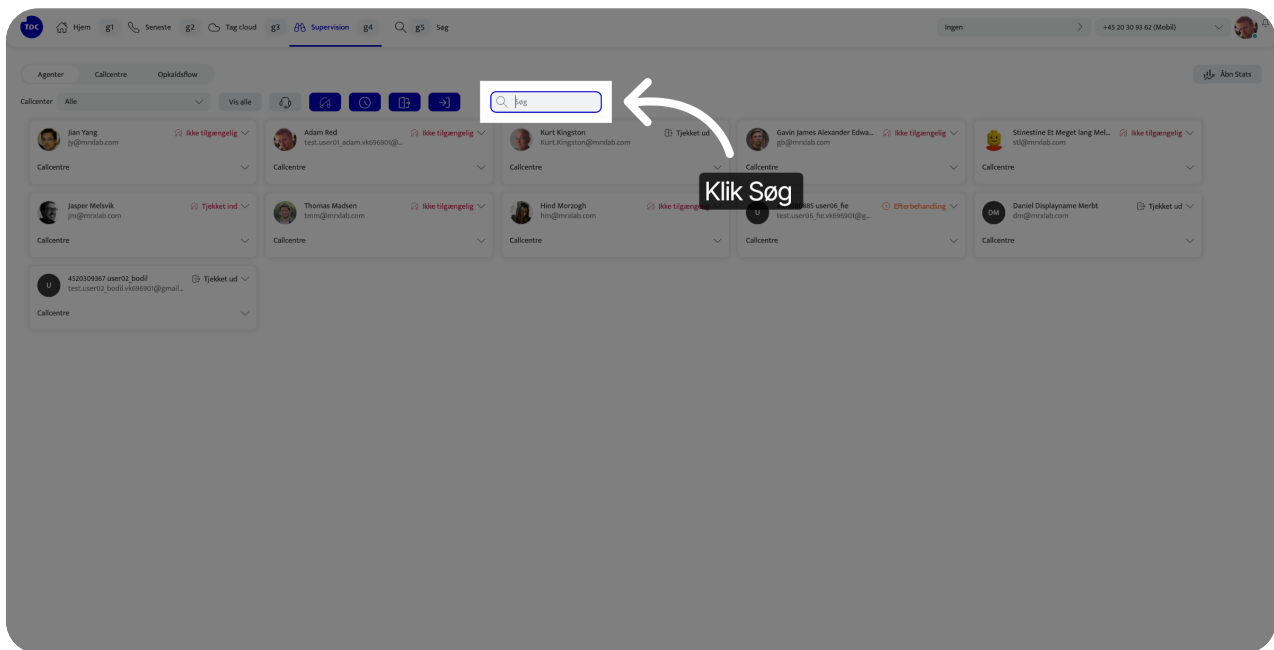 TDC Hjem g1 Seneste g2 Tag cloud g3 Supervision g4 g5 Søg Ingen +45 20 30 93 62 (Mobil)
Agenter Callcentre Opkaldsflow Åbn Stats
Callcenter Alle Vis alle Søg
Jian Yang Ikke tilgængelig
jy@mrxlab.com
Callcentre
Adam Red Ikke tilgængelig
test.user01_adam.vk696901@...
Callcentre
Kurt Kingston Tjekket ud
Kurt.Kingston@mrxlab.com
Callcentre
Gavin James Alexander Edwa... Ikke tilgængelig
gb@mrxlab.com
Callcentre
Stinestine Et Meget lang Mel... Ikke tilgængelig
stl@mrxlab.com
Callcentre
Klik Søg
Jasper Melsvik Tjekket ind
jm@mrxlab.com
Callcentre
Thomas Madsen Ikke tilgængelig
tmm@mrxlab.com
Callcentre
Hind Morzogh Ikke tilgængelig
hm@mrxlab.com
Callcentre
U user06_fie Efterbehandling
test.user06_fie.vk696901@g...
Callcentre
DM Daniel Displayname Merbt Tjekket ud
dm@mrxlab.com
Callcentre
U 4520309367 user02_bodil Tjekket ud
test.user02_bodil.vk696901@gmail...
Callcentre